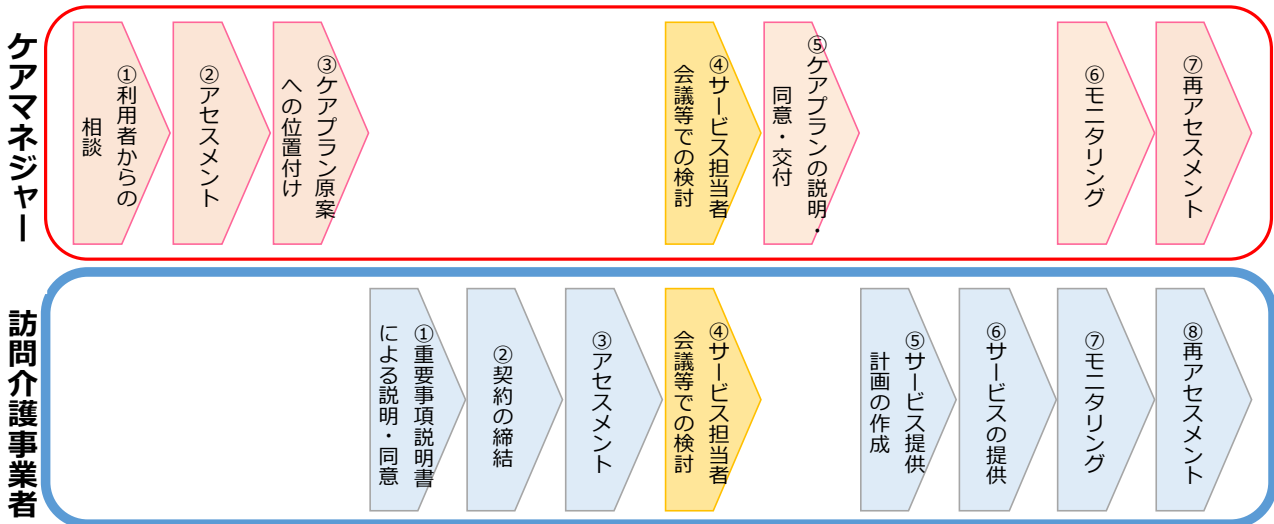 ケアマネジャー
①利用者からの
相談
②アセスメント
③ケアプラン原案
への位置付け
④サービス担当者
会議等での検討
⑤ケアプランの説明・
同意・交付
⑥モニタリング
⑦再アセスメント
訪問介護事業者
①重要事項説明書
による説明・同意
②契約の締結
③アセスメント
④サービス担当者
会議等での検討
⑤サービス提供
計画の作成
⑥サービスの提供
⑦モニタリング
⑧再アセスメント